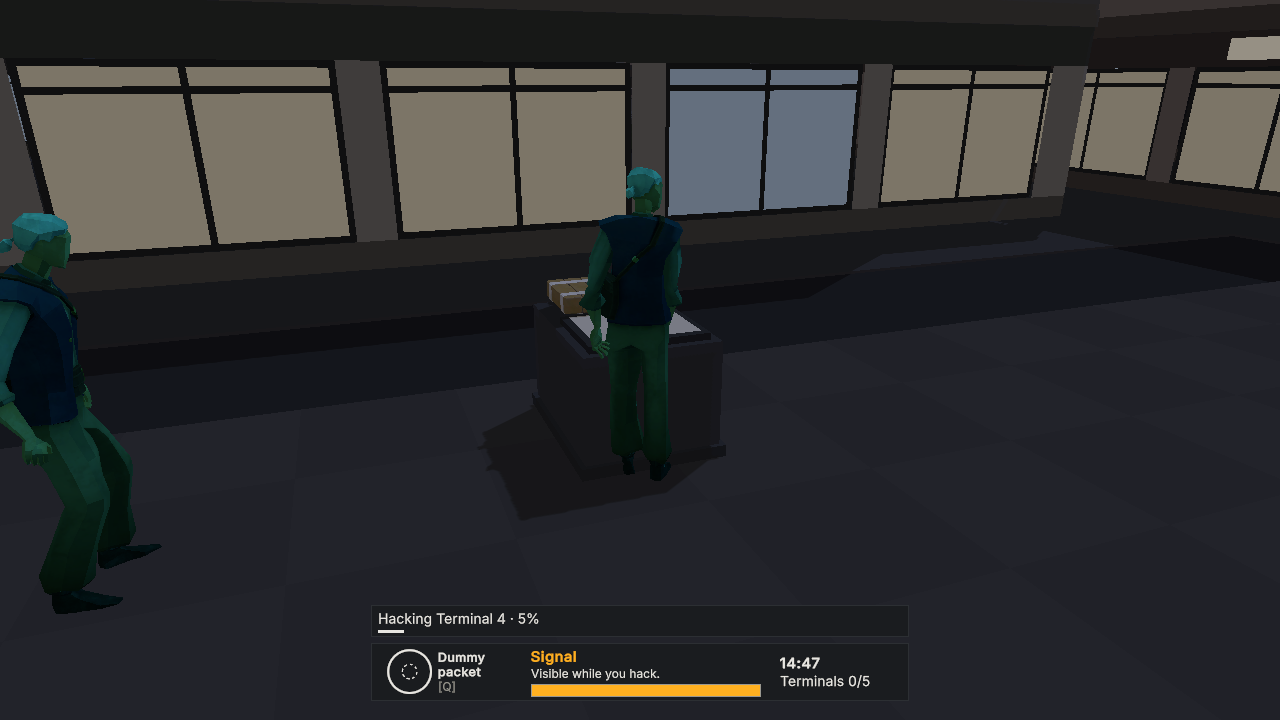 Hacking Terminal 4 · 5%
Dummy
packet
[Q]
Signal
Visible while you hack.
14:47
Terminals 0/5